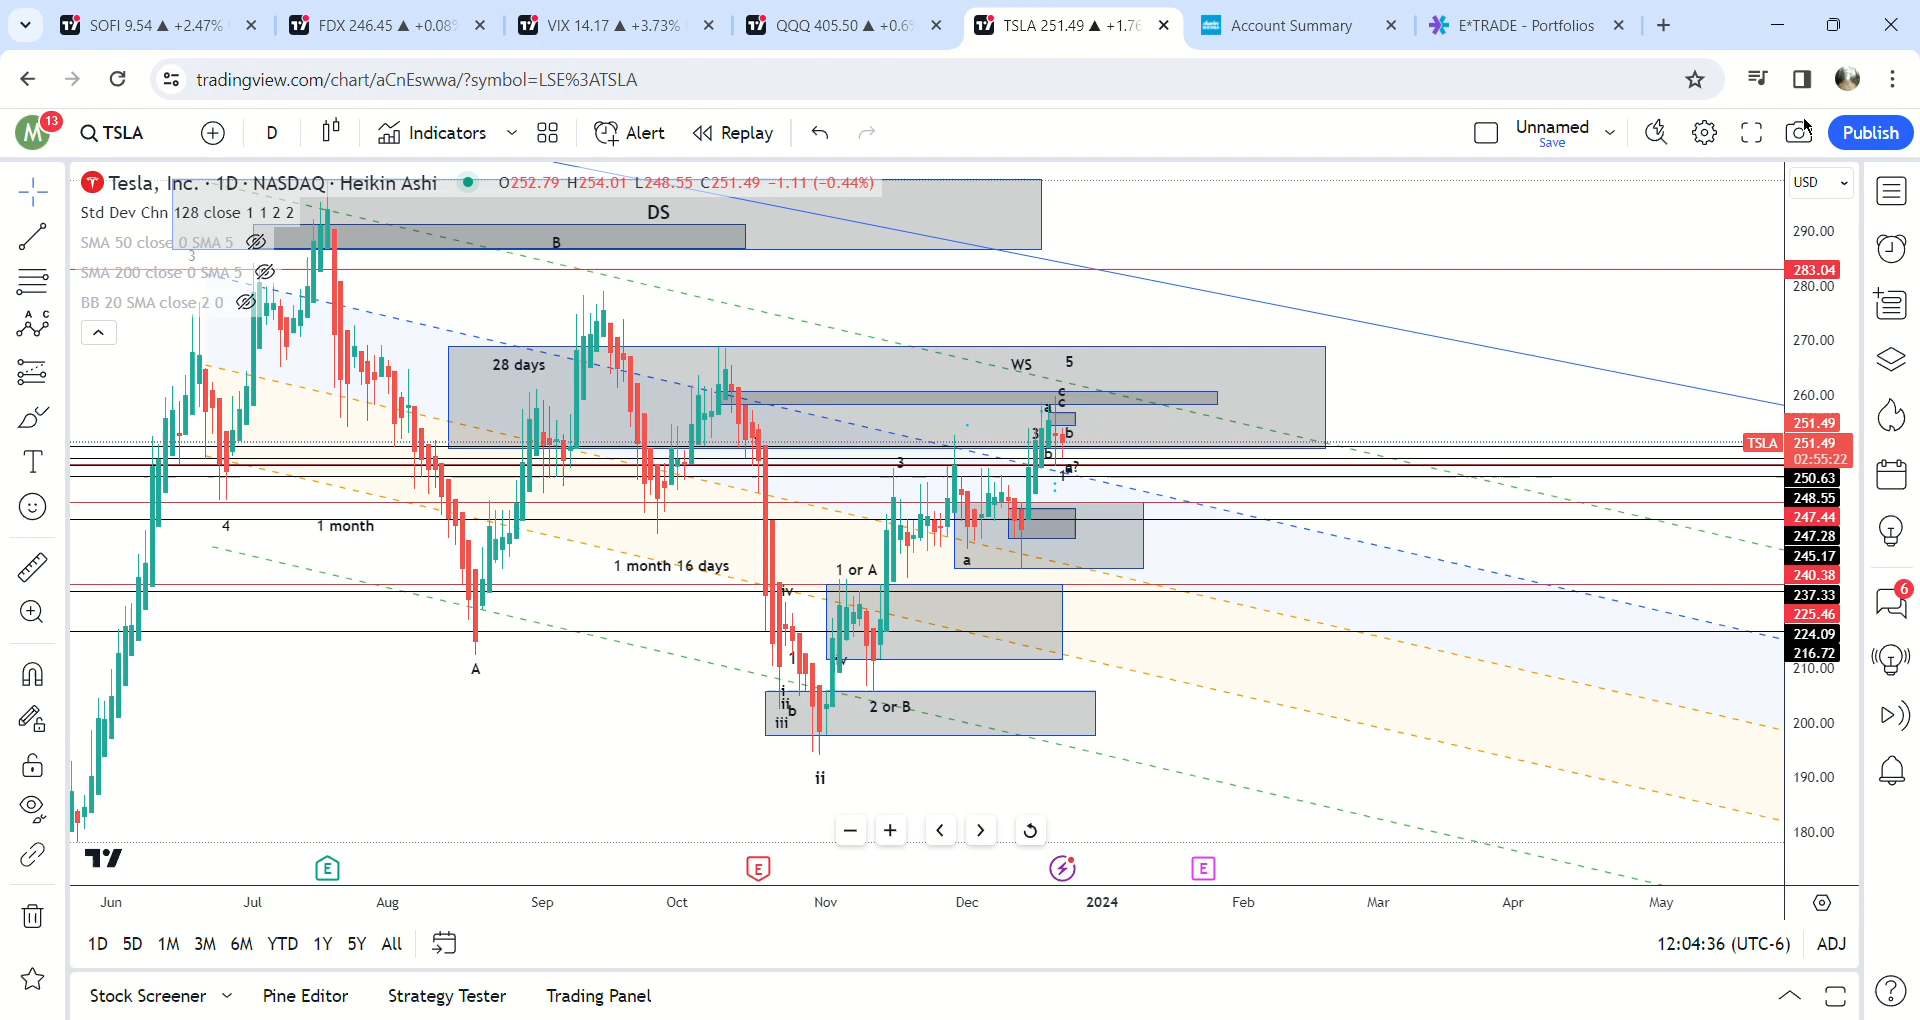 SOFI 9.54 ▲ +2.47%
FDX 246.45 ▲ +0.08%
VIX 14.17 ▲ +3.73%
QQQ 405.50 ▲ +0.6
TSLA 251.49 ▲ +1.76
Account Summary
E*TRADE - Portfolios
tradingview.com/chart/aCnEswwa/?symbol=LSE%3ATSLA
M
13
TSLA
D
Indicators
Alert
Replay
Unnamed
Save
Publish
Tesla, Inc. · 1D · NASDAQ · Heikin Ashi
O252.79 H254.01 L248.55 C251.49 −1.11 (−0.44%)
USD
Std Dev Chn 128 close 1 1 2 2
DS
SMA 50 close 0 SMA 5
B
3
SMA 200 close 0 SMA 5
BB 20 SMA close 2 0
290.00
283.04
280.00
270.00
260.00
251.49
TSLA 251.49
02:55:22
250.63
248.55
247.44
247.28
245.17
240.38
237.33
225.46
224.09
216.72
210.00
200.00
190.00
180.00
28 days
WS
5
c
c
a
3
b
b
a?
1
3
4
1 month
a
1 month 16 days
1 or A
iv
1
v
A
i
ii
b
iii
2 or B
ii
E
E
E
Jun
Jul
Aug
Sep
Oct
Nov
Dec
2024
Feb
Mar
Apr
May
1D 5D 1M 3M 6M YTD 1Y 5Y All
12:04:36 (UTC-6)
ADJ
Stock Screener
Pine Editor
Strategy Tester
Trading Panel
6